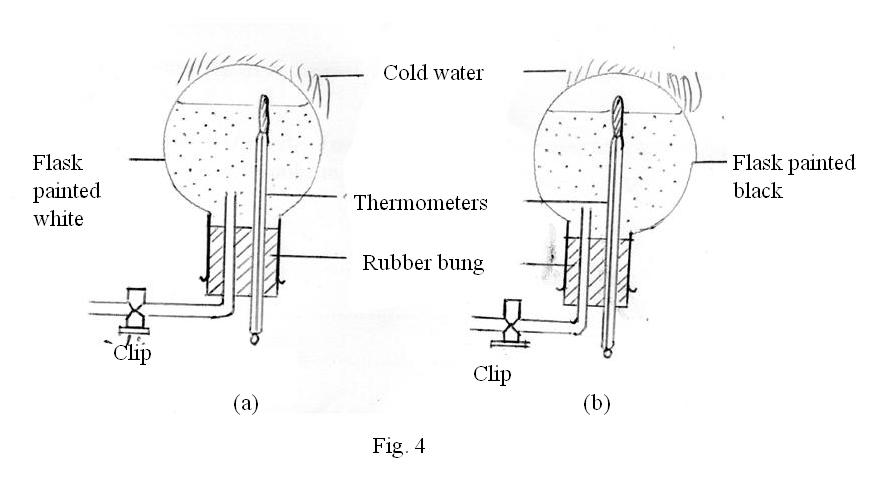 Cold water
Flask
painted
white
Flask painted
black
Thermometers
Rubber bung
Clip
Clip
(a)
(b)
Fig. 4